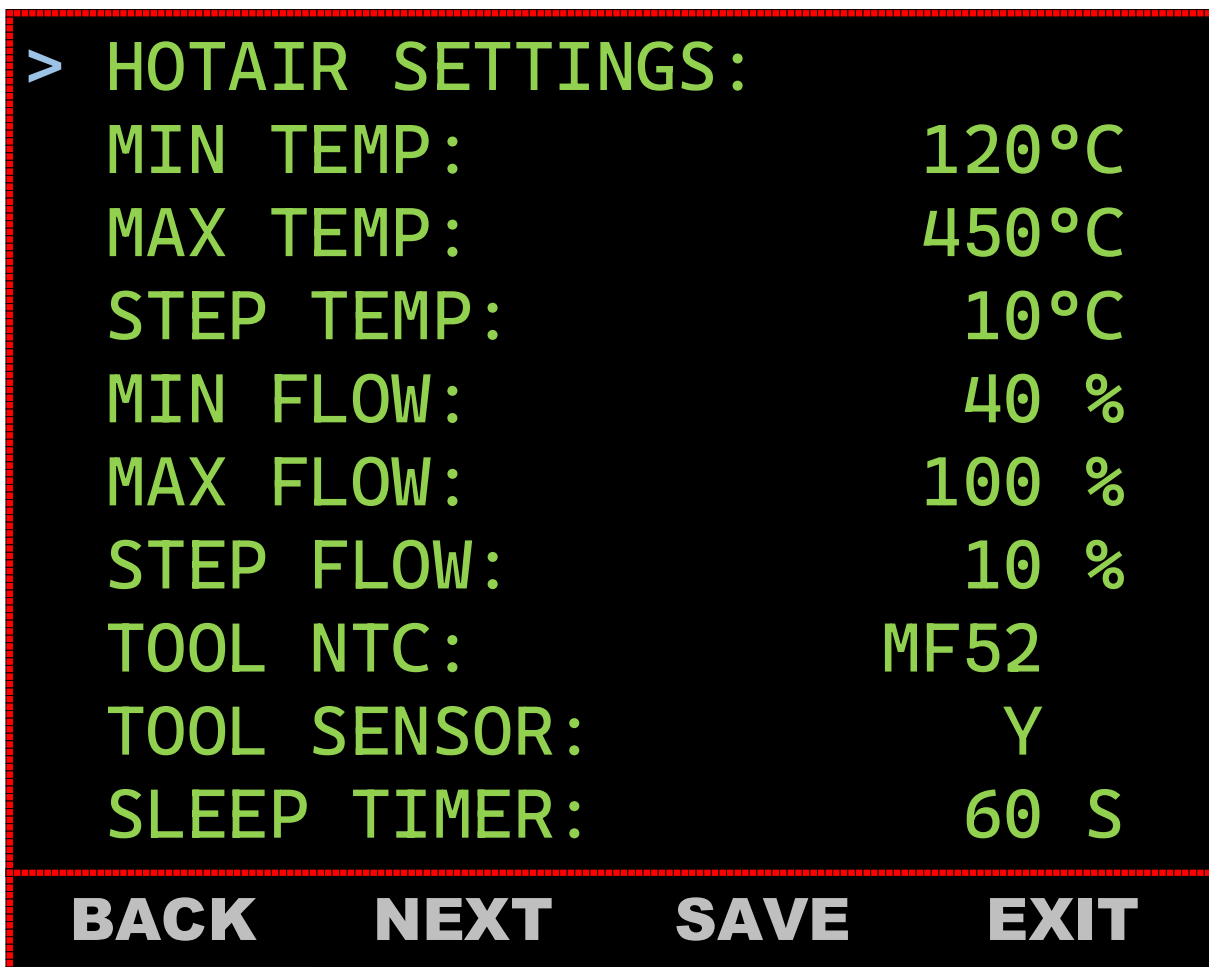 > HOTAIR SETTINGS:
MIN TEMP: 120°C
MAX TEMP: 450°C
STEP TEMP: 10°C
MIN FLOW: 40 %
MAX FLOW: 100 %
STEP FLOW: 10 %
TOOL NTC: MF52
TOOL SENSOR: Y
SLEEP TIMER: 60 S
BACK NEXT SAVE EXIT